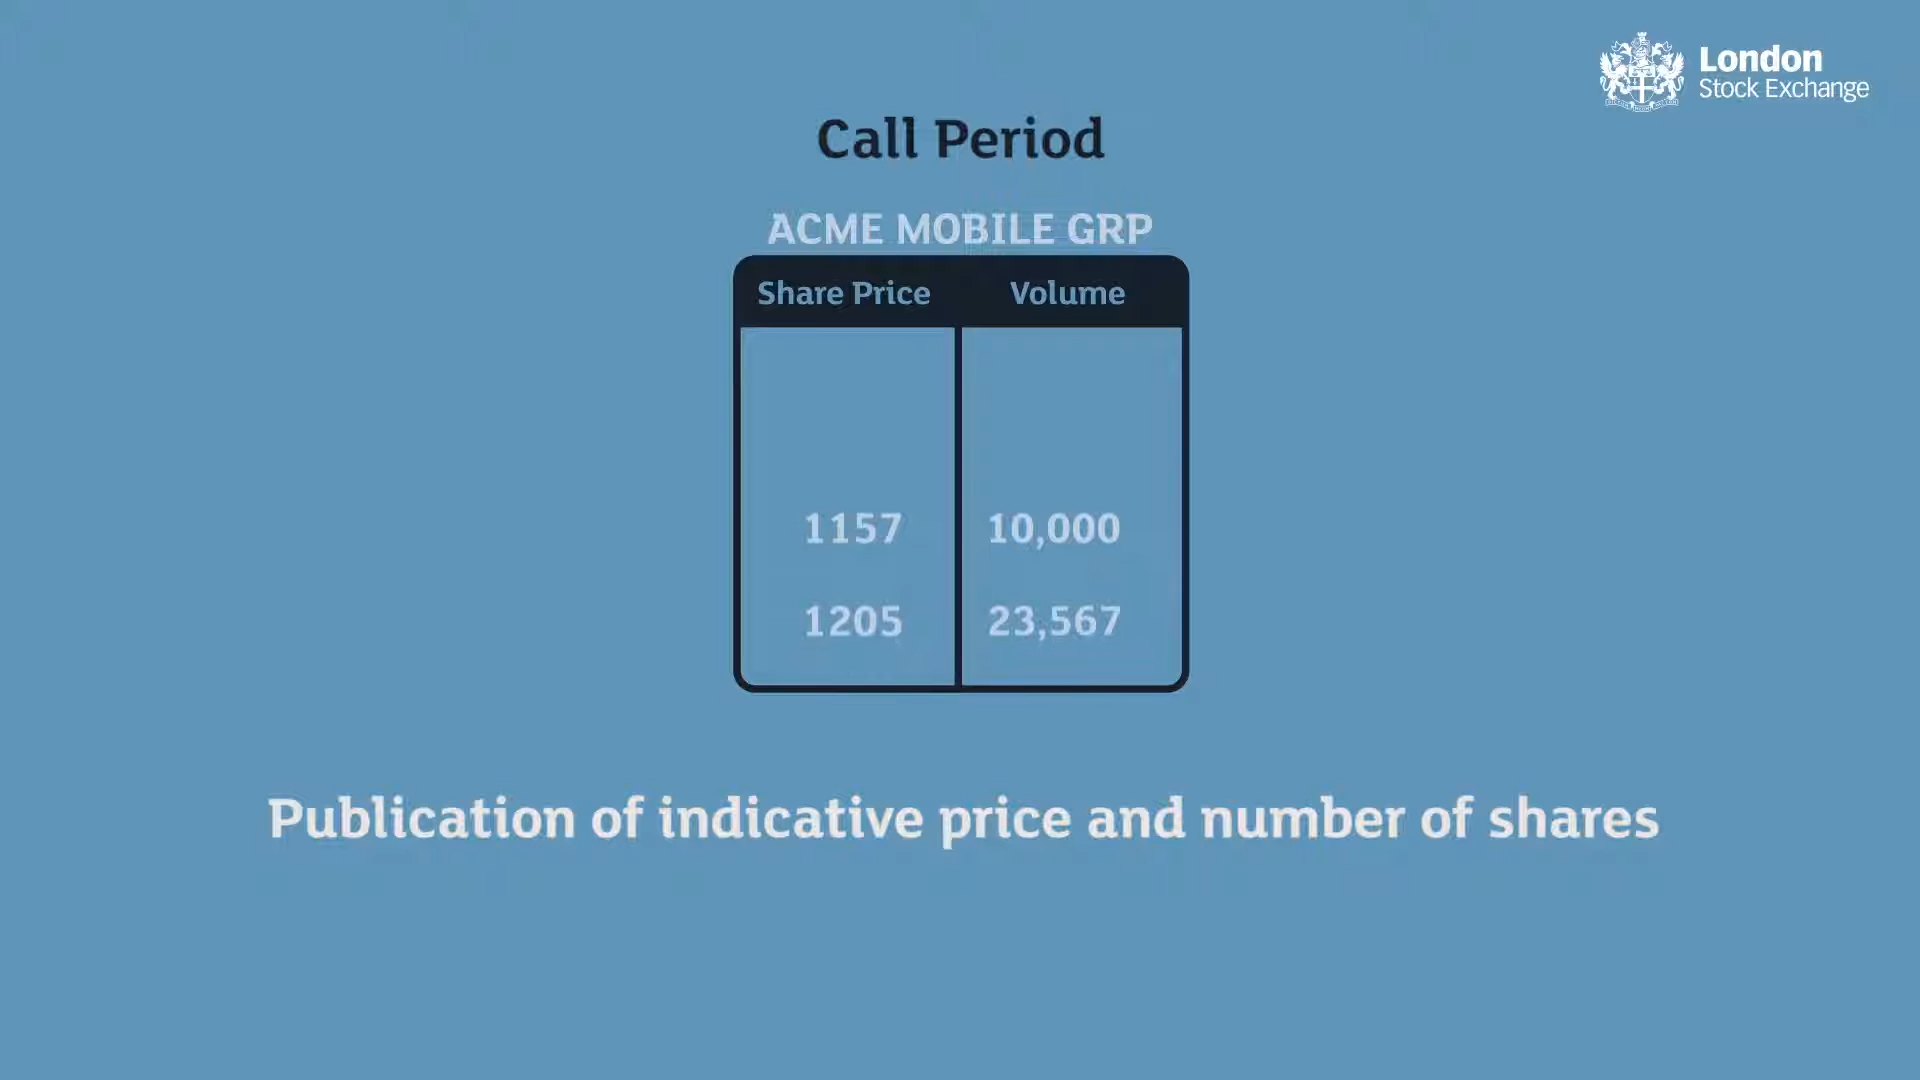 London
Stock Exchange
Call Period
ACME MOBILE GRP
Share Price Volume
1157 10,000
1205 23,567
Publication of indicative price and number of shares